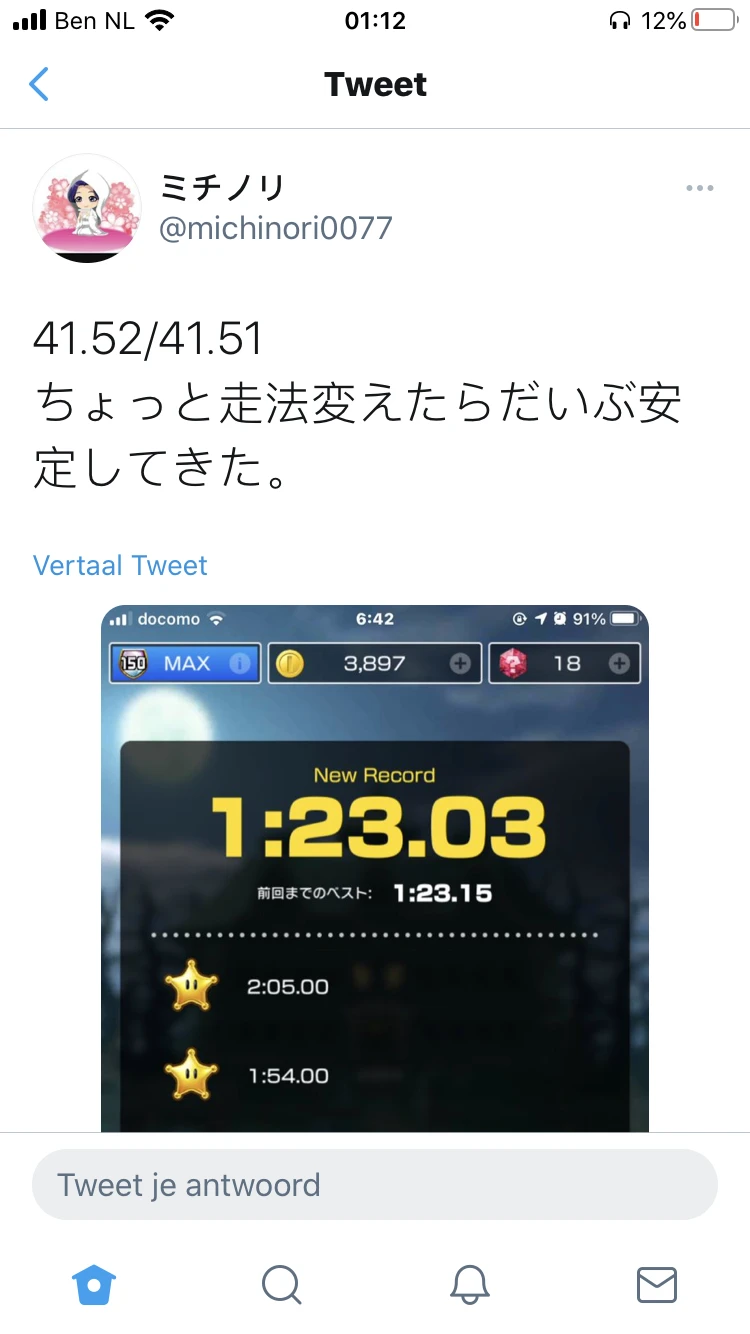 Ben NL 01:12 12%
Tweet
ミチノリ
@michinori0077
41.52/41.51
ちょっと走法変えたらだいぶ安
定してきた。
Vertaal Tweet
docomo 6:42 91%
150 MAX i 3,897 + ? 18 +
New Record
1:23.03
前回までのベスト: 1:23.15
2:05.00
1:54.00
Tweet je antwoord